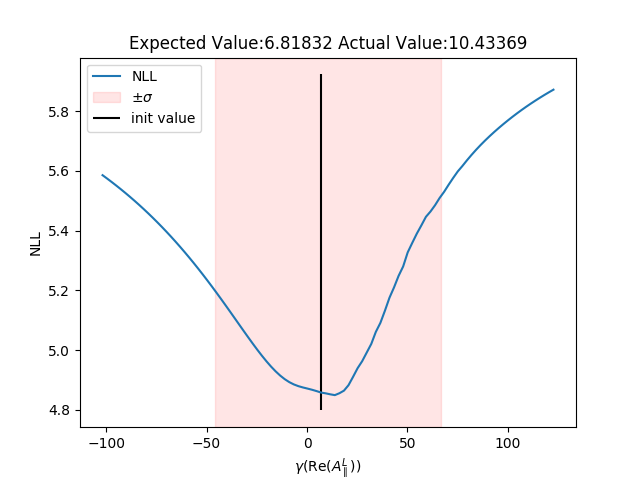 Expected Value:6.81832 Actual Value:10.43369
NLL
±σ
init value
NLL
5.8
5.6
5.4
5.2
5.0
4.8
−100 −50 0 50 100
γ(Re(A_∥^L))